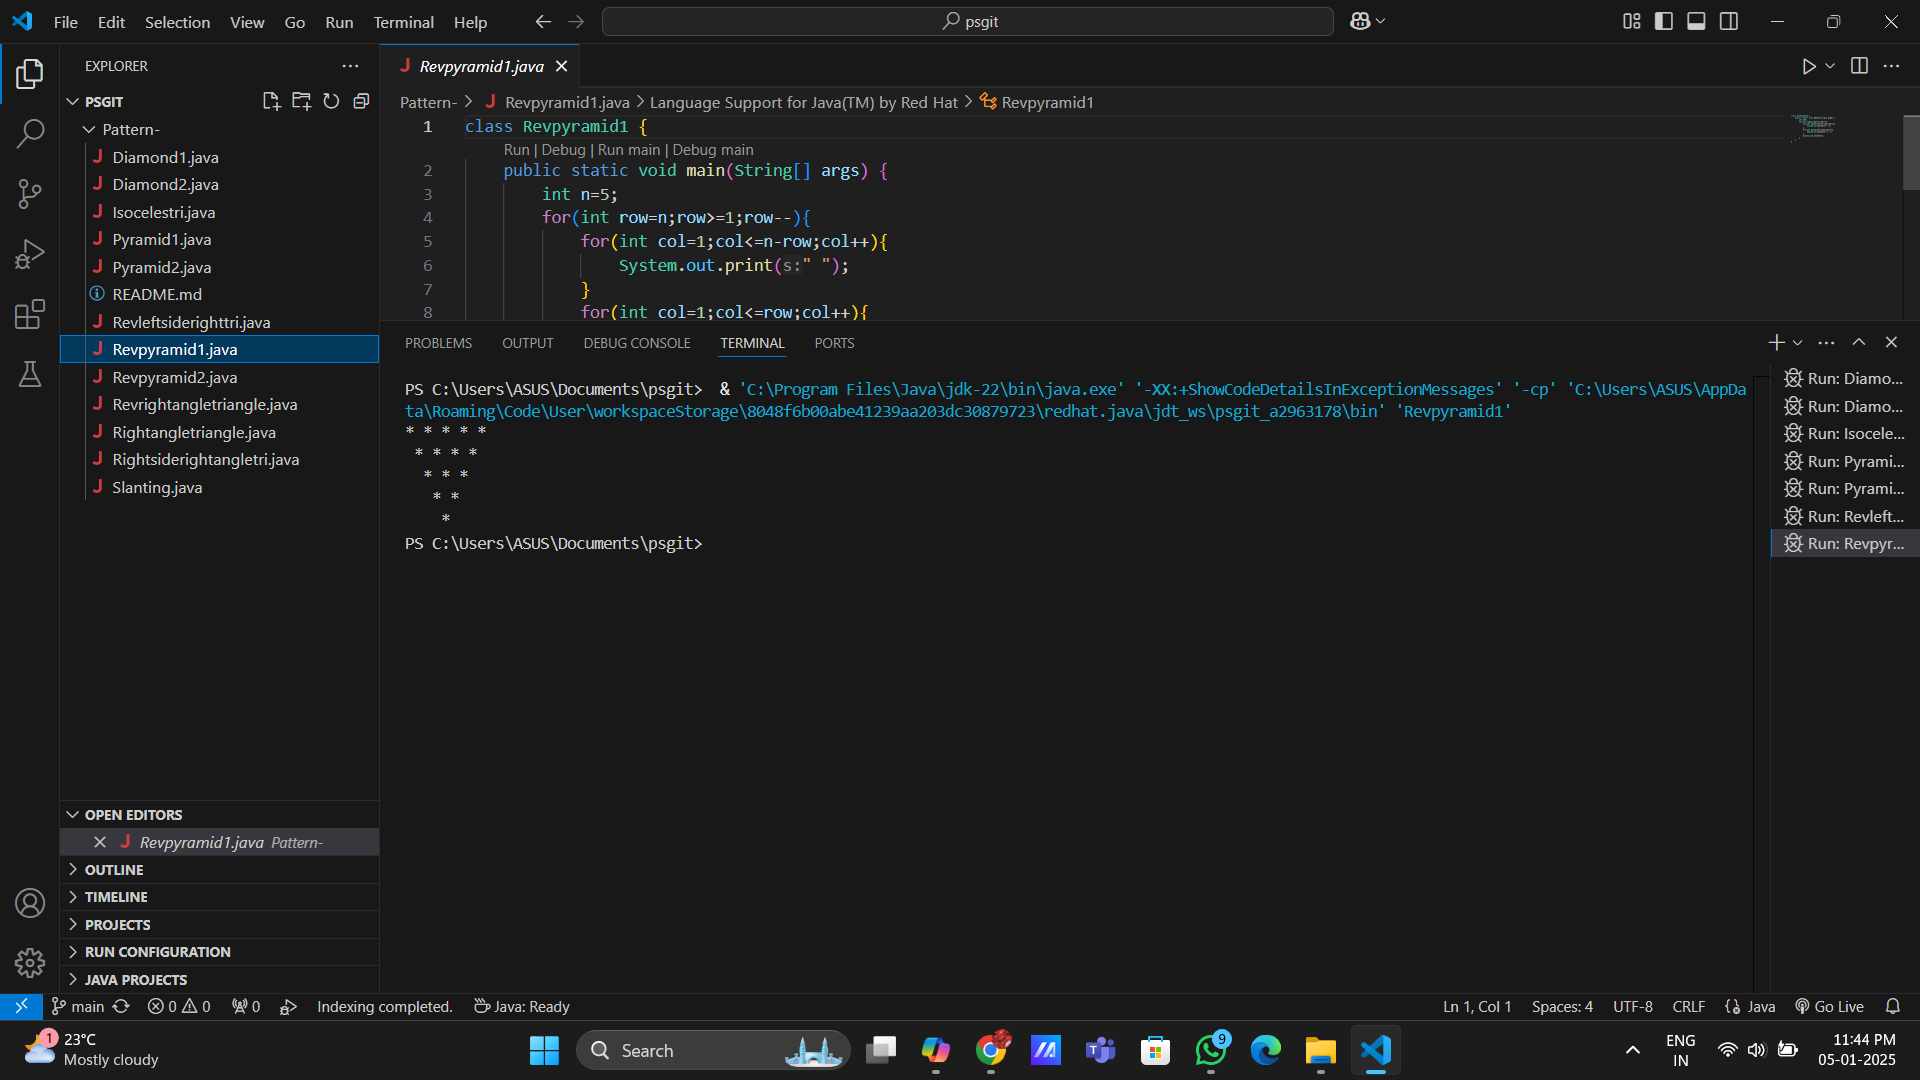 File Edit Selection View Go Run Terminal Help
psgit
EXPLORER
PSGIT
Pattern-
Diamond1.java
Diamond2.java
Isocelestri.java
Pyramid1.java
Pyramid2.java
README.md
Revleftsiderighttri.java
Revpyramid1.java
Revpyramid2.java
Revrightangletriangle.java
Rightangletriangle.java
Rightsiderightangletri.java
Slanting.java
OPEN EDITORS
Revpyramid1.java Pattern-
OUTLINE
TIMELINE
PROJECTS
RUN CONFIGURATION
JAVA PROJECTS
Revpyramid1.java
Pattern- > Revpyramid1.java > Language Support for Java(TM) by Red Hat > Revpyramid1
1 class Revpyramid1 {
Run | Debug | Run main | Debug main
2 public static void main(String[] args) {
3 int n=5;
4 for(int row=n;row>=1;row--){
5 for(int col=1;col<=n-row;col++){
6 System.out.print(s:" ");
7 }
8 for(int col=1;col<=row;col++){
PROBLEMS OUTPUT DEBUG CONSOLE TERMINAL PORTS
PS C:\Users\ASUS\Documents\psgit> & 'C:\Program Files\Java\jdk-22\bin\java.exe' '-XX:+ShowCodeDetailsInExceptionMessages' '-cp' 'C:\Users\ASUS\AppDa
ta\Roaming\Code\User\workspaceStorage\8048f6b00abe41239aa203dc30879723\redhat.java\jdt_ws\psgit_a2963178\bin' 'Revpyramid1'
* * * * *
 * * * *
  * * *
   * *
    *
PS C:\Users\ASUS\Documents\psgit>
Run: Diamo...
Run: Diamo...
Run: Isocele...
Run: Pyrami...
Run: Pyrami...
Run: Revleft...
Run: Revpyr...
main 0 0 0 Indexing completed. Java: Ready
Ln 1, Col 1 Spaces: 4 UTF-8 CRLF Java Go Live
1 23°C
Mostly cloudy
Search
9
ENG
IN
11:44 PM
05-01-2025